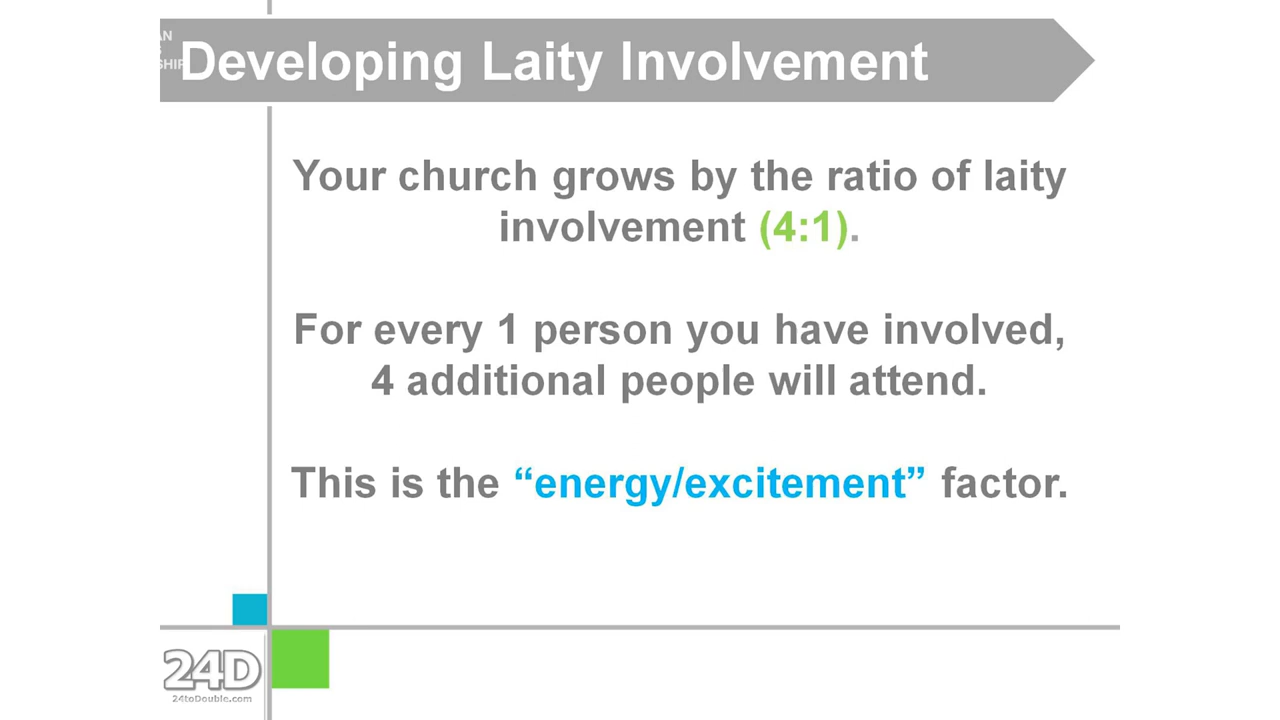 Developing Laity Involvement
Your church grows by the ratio of laity
involvement (4:1).
For every 1 person you have involved,
4 additional people will attend.
This is the “energy/excitement” factor.
24D
24toDouble.com